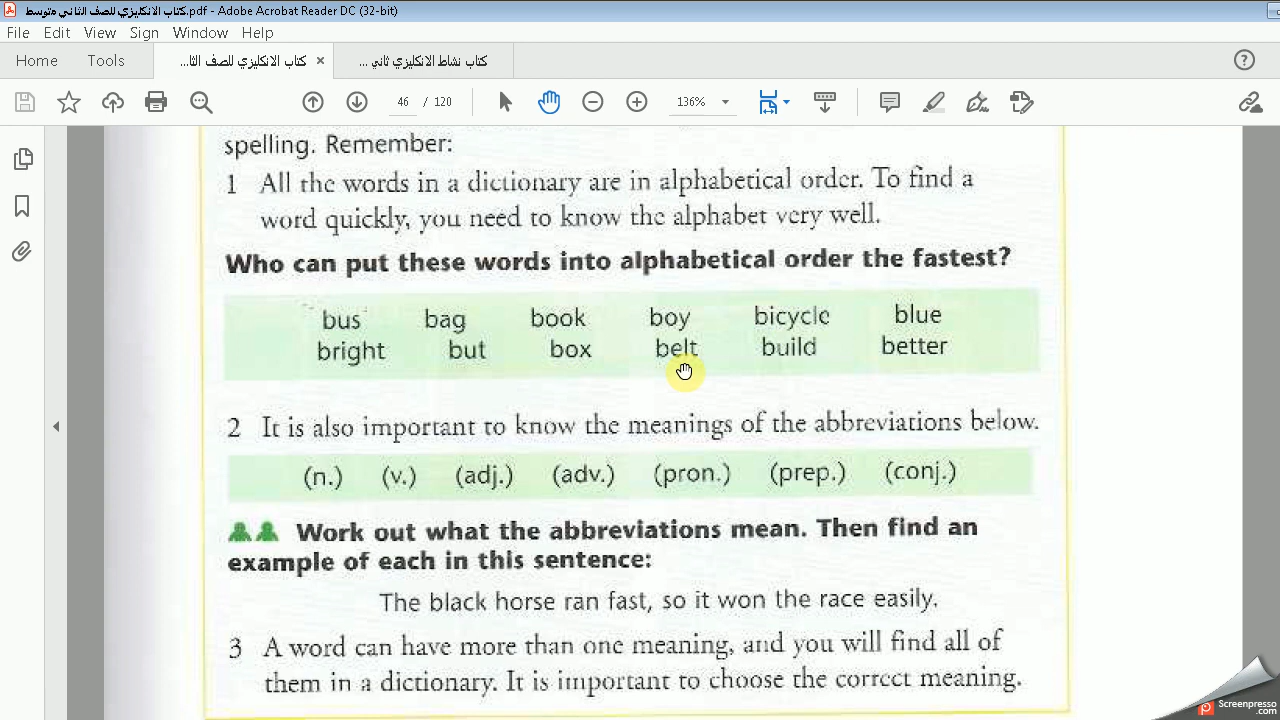 كتاب الانكليزي للصف الثاني متوسط.pdf - Adobe Acrobat Reader DC (32-bit)
File Edit View Sign Window Help
Home Tools كتاب الانكليزي للصف الثا... × كتاب نشاط الانكليزي ثاني ...
46 / 120 136%
spelling. Remember:
1 All the words in a dictionary are in alphabetical order. To find a
word quickly, you need to know the alphabet very well.
Who can put these words into alphabetical order the fastest?
bus bag book boy bicycle blue
bright but box belt build better
2 It is also important to know the meanings of the abbreviations below.
(n.) (v.) (adj.) (adv.) (pron.) (prep.) (conj.)
Work out what the abbreviations mean. Then find an
example of each in this sentence:
The black horse ran fast, so it won the race easily.
3 A word can have more than one meaning, and you will find all of
them in a dictionary. It is important to choose the correct meaning.
Screenpresso
.com